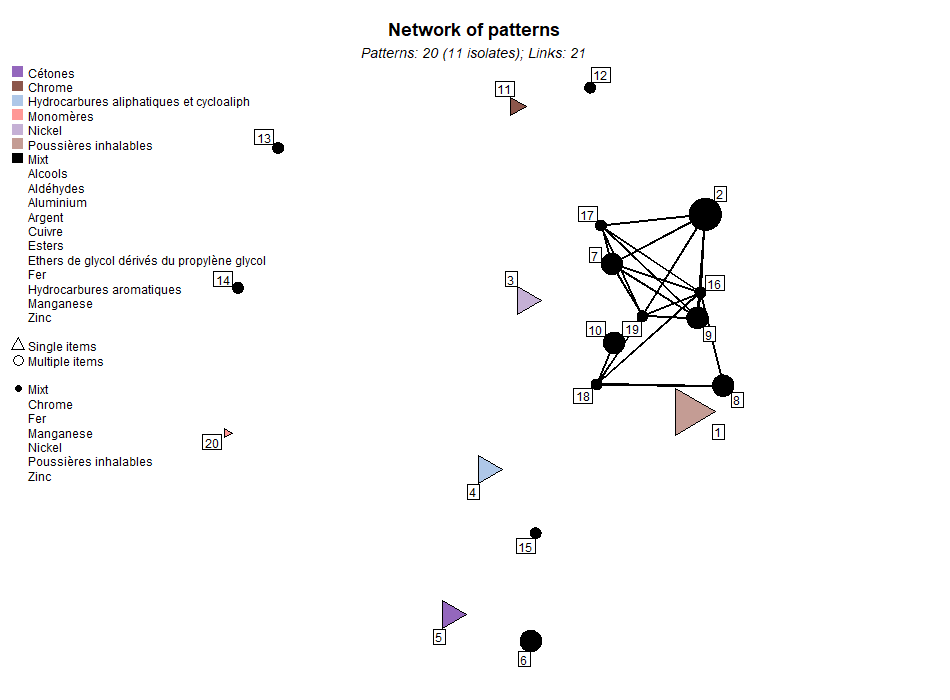 Network of patterns
Patterns: 20 (11 isolates); Links: 21
Cétones
Chrome
Hydrocarbures aliphatiques et cycloaliph
Monomères
Nickel
Poussières inhalables
Mixt
Alcools
Aldéhydes
Aluminium
Argent
Cuivre
Esters
Ethers de glycol dérivés du propylène glycol
Fer
Hydrocarbures aromatiques
Manganese
Zinc
Single items
Multiple items
Mixt
Chrome
Fer
Manganese
Nickel
Poussières inhalables
Zinc
12
11
13
2
17
7
3
14
16
10
19
9
18
8
1
20
4
15
5
6